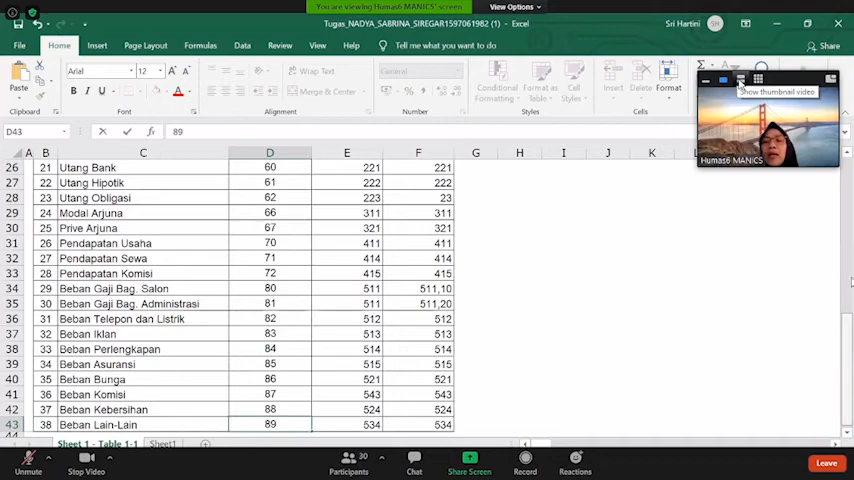 You are viewing Humas6 MANICS' screen
View Options
Tugas_NADYA_SABRINA_SIREGAR1597061982 (1) - Excel
Sri Hartini
SH
File Home Insert Page Layout Formulas Data Review View Help Tell me what you want to do
Share
Paste
Arial 12
B I U
General
% 
Conditional Formatting
Format as Table
Cell Styles
Insert Delete Format
Clipboard Font Alignment Number Styles Cells
Show thumbnail video
Humas6 MANICS
D43 fx 89
A B C D E F G H I J K
26 21 Utang Bank 60 221 221
27 22 Utang Hipotik 61 222 222
28 23 Utang Obligasi 62 223 23
29 24 Modal Arjuna 66 311 311
30 25 Prive Arjuna 67 321 321
31 26 Pendapatan Usaha 70 411 411
32 27 Pendapatan Sewa 71 414 414
33 28 Pendapatan Komisi 72 415 415
34 29 Beban Gaji Bag. Salon 80 511 511,10
35 30 Beban Gaji Bag. Administrasi 81 511 511,20
36 31 Beban Telepon dan Listrik 82 512 512
37 32 Beban Iklan 83 513 513
38 33 Beban Perlengkapan 84 514 514
39 34 Beban Asuransi 85 515 515
40 35 Beban Bunga 86 521 521
41 36 Beban Komisi 87 543 543
42 37 Beban Kebersihan 88 524 524
43 38 Beban Lain-Lain 89 534 534
44
Sheet 1 - Table 1-1 Sheet1
Unmute
Stop Video
Participants 30
Chat
Share Screen
Record
Reactions
Leave